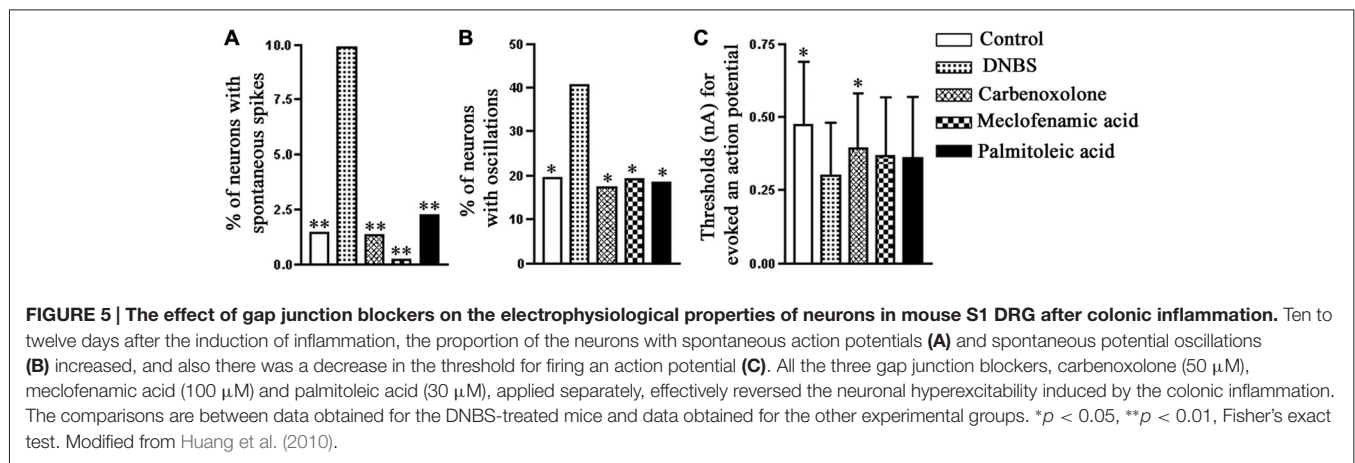 A
B
C
% of neurons with
spontaneous spikes
10.0
7.5
5.0
2.5
0.0
**
**
**
**
% of neurons
with oscillations
50
40
30
20
10
0
*
*
*
*
Thresholds (nA) for
evoked an action potential
0.75
0.50
0.25
0.00
*
*
Control
DNBS
Carbenoxolone
Meclofenamic acid
Palmitoleic acid
FIGURE 5 | The effect of gap junction blockers on the electrophysiological properties of neurons in mouse S1 DRG after colonic inflammation. Ten to
twelve days after the induction of inflammation, the proportion of the neurons with spontaneous action potentials (A) and spontaneous potential oscillations
(B) increased, and also there was a decrease in the threshold for firing an action potential (C). All the three gap junction blockers, carbenoxolone (50 μM),
meclofenamic acid (100 μM) and palmitoleic acid (30 μM), applied separately, effectively reversed the neuronal hyperexcitability induced by the colonic inflammation.
The comparisons are between data obtained for the DNBS-treated mice and data obtained for the other experimental groups. *p < 0.05, **p < 0.01, Fisher's exact
test. Modified from Huang et al. (2010).